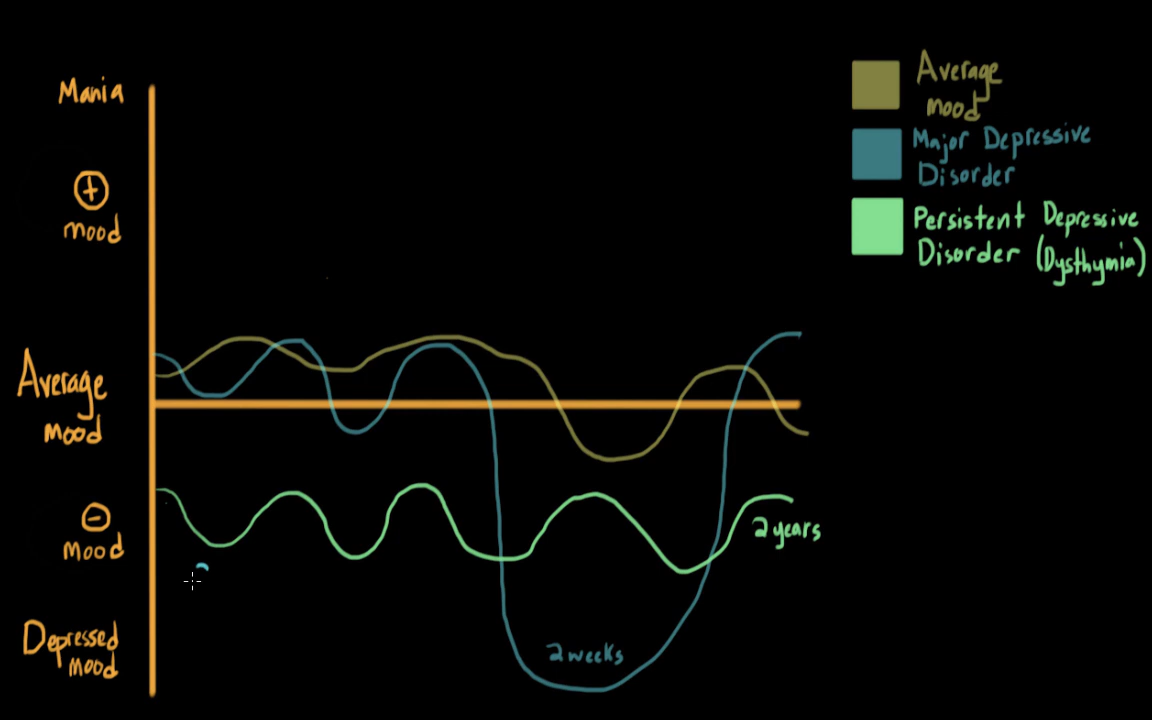 Mania
+
mood
Average
mood
-
mood
Depressed
mood
2 weeks
2 years
Average
mood
Major Depressive
Disorder
Persistent Depressive
Disorder (Dysthymia)